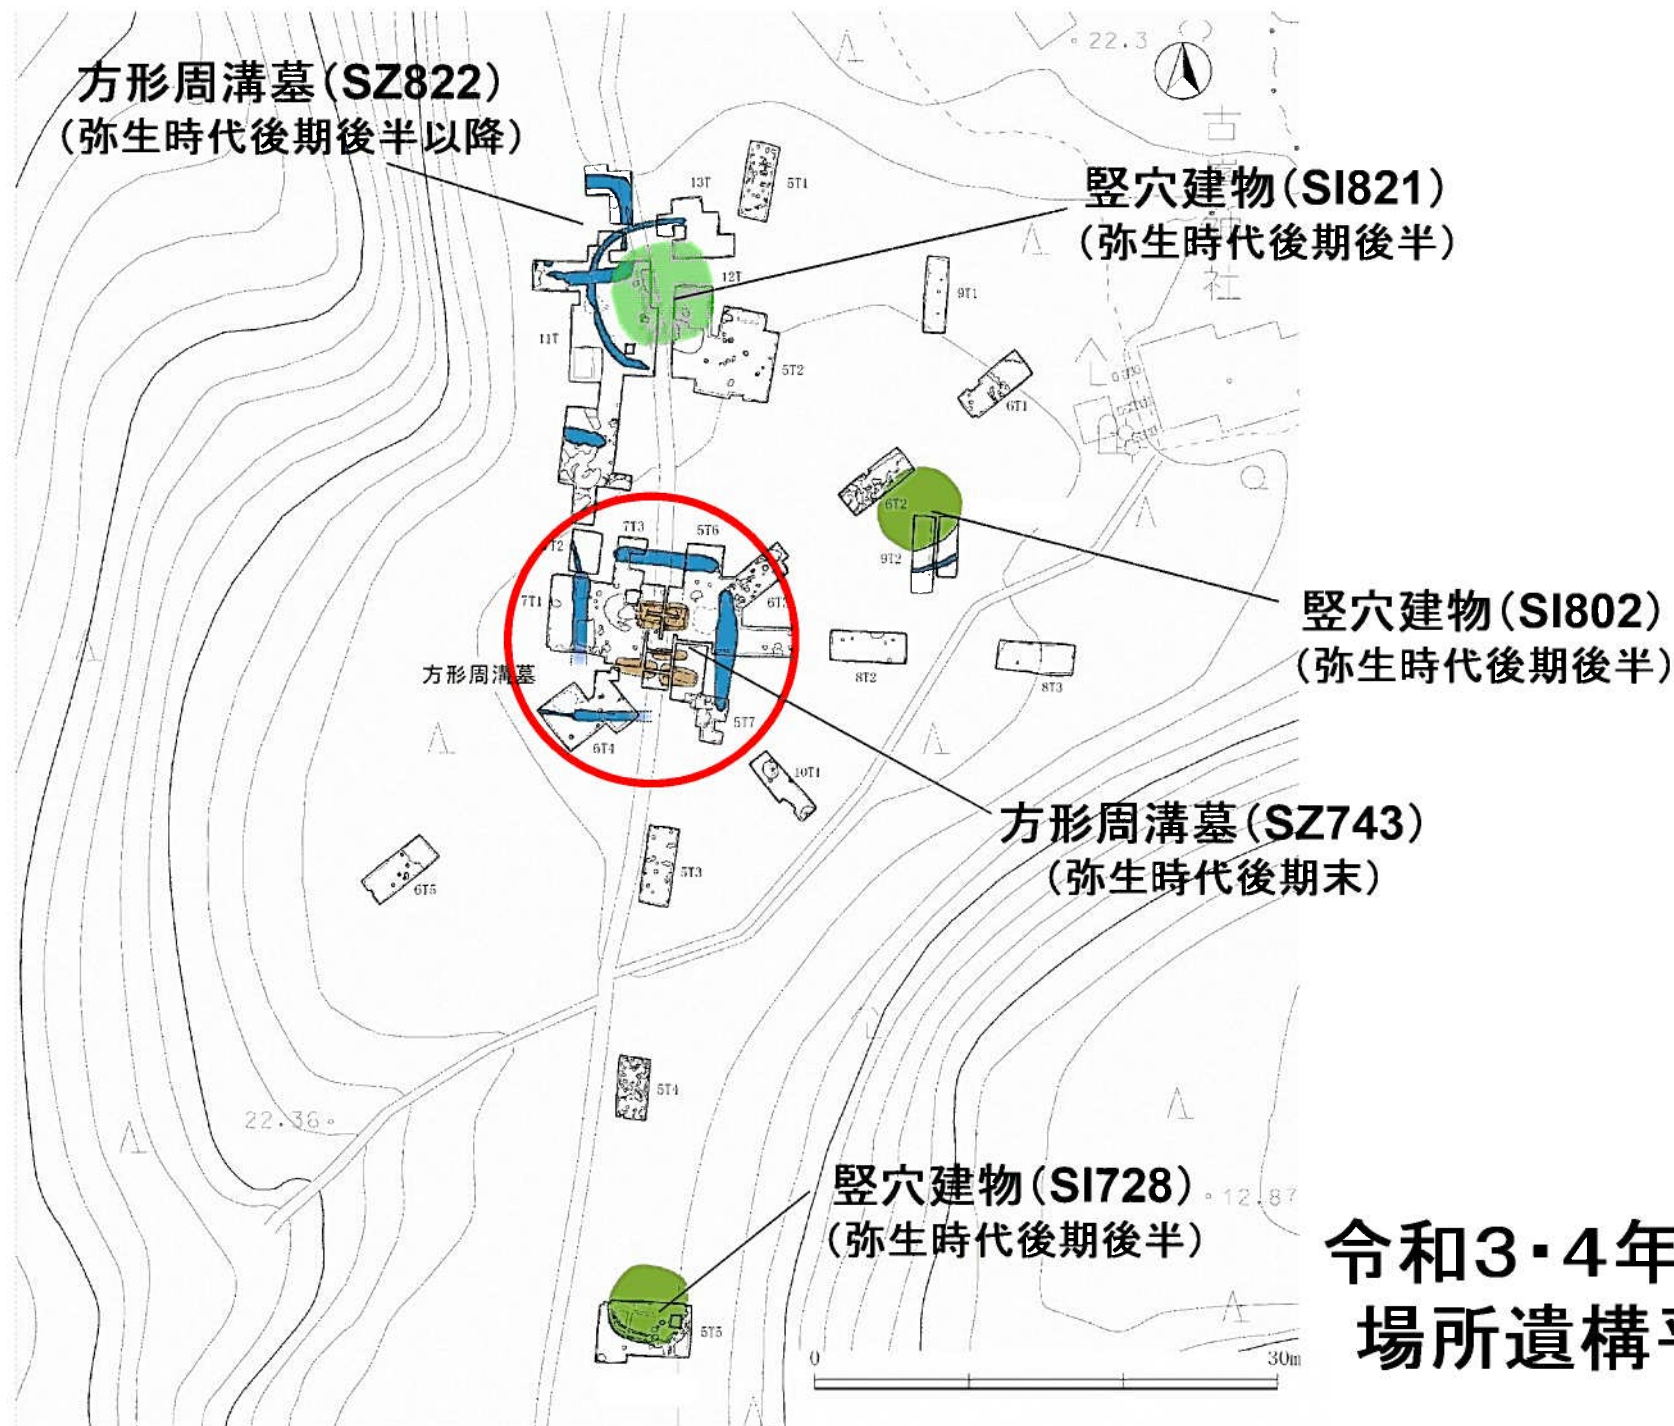 22.3
方形周溝墓(SZ822)
(弥生時代後期後半以降)
古宮神社
竪穴建物(SI821)
(弥生時代後期後半)
13T
5T1
12T
9T1
11T
5T2
6T1
6T2
9T2
竪穴建物(SI802)
(弥生時代後期後半)
7T3
5T6
7T1
8T2
8T3
方形周溝墓
5T7
6T4
10T1
方形周溝墓(SZ743)
(弥生時代後期末)
5T3
6T5
5T4
22.36
竪穴建物(SI728)
(弥生時代後期後半)
12.87
5T5
0
30m
令和3・4年
場所遺構